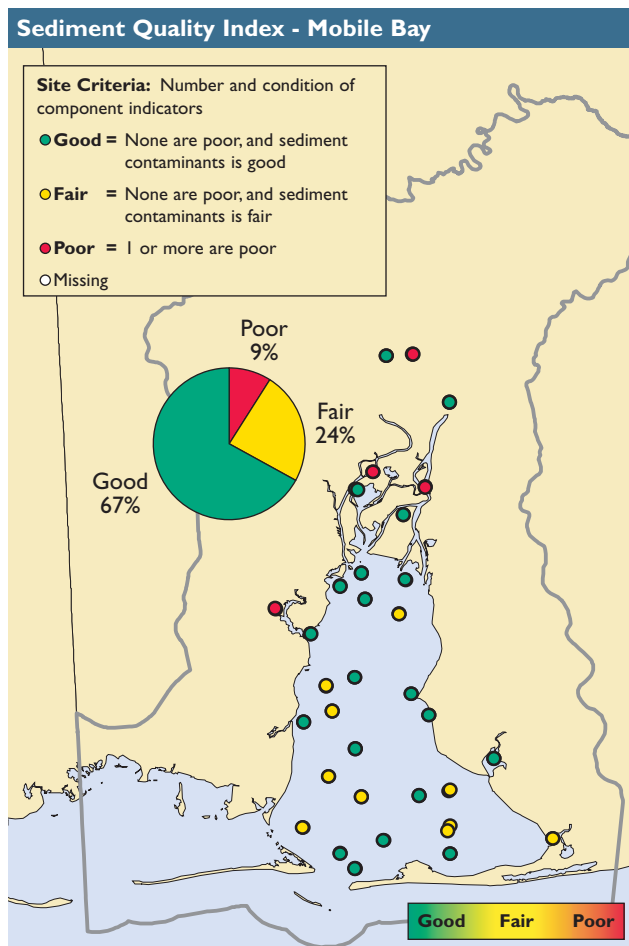 Sediment Quality Index - Mobile Bay
Site Criteria: Number and condition of
component indicators
Good = None are poor, and sediment
contaminants is good
Fair = None are poor, and sediment
contaminants is fair
Poor = 1 or more are poor
Missing
Poor
9%
Fair
24%
Good
67%
Good Fair Poor